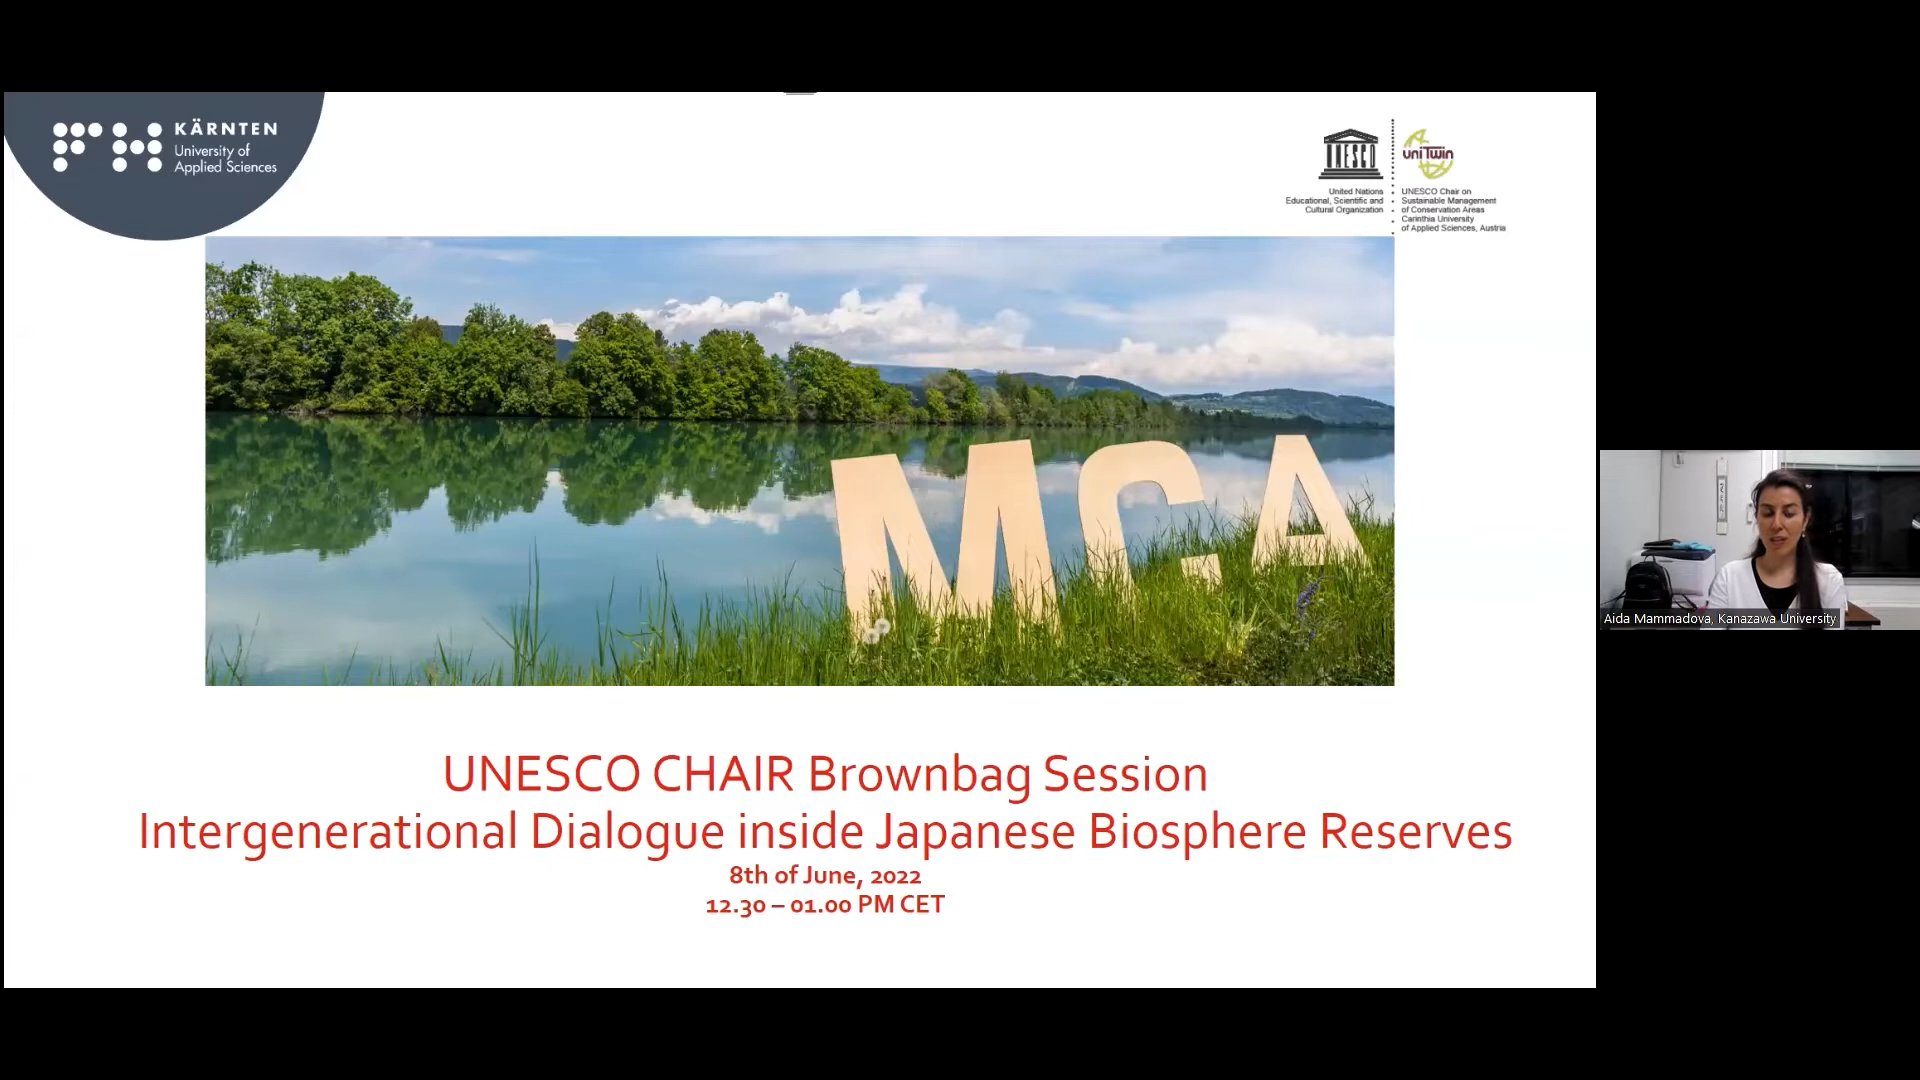 KÄRNTEN
University of
Applied Sciences
UNESCO
United Nations
Educational, Scientific and
Cultural Organization
uniTwin
UNESCO Chair on
Sustainable Management
of Conservation Areas
Carinthia University
of Applied Sciences, Austria
MCA
Aida Mammadova, Kanazawa University
UNESCO CHAIR Brownbag Session
Intergenerational Dialogue inside Japanese Biosphere Reserves
8th of June, 2022
12.30 – 01.00 PM CET